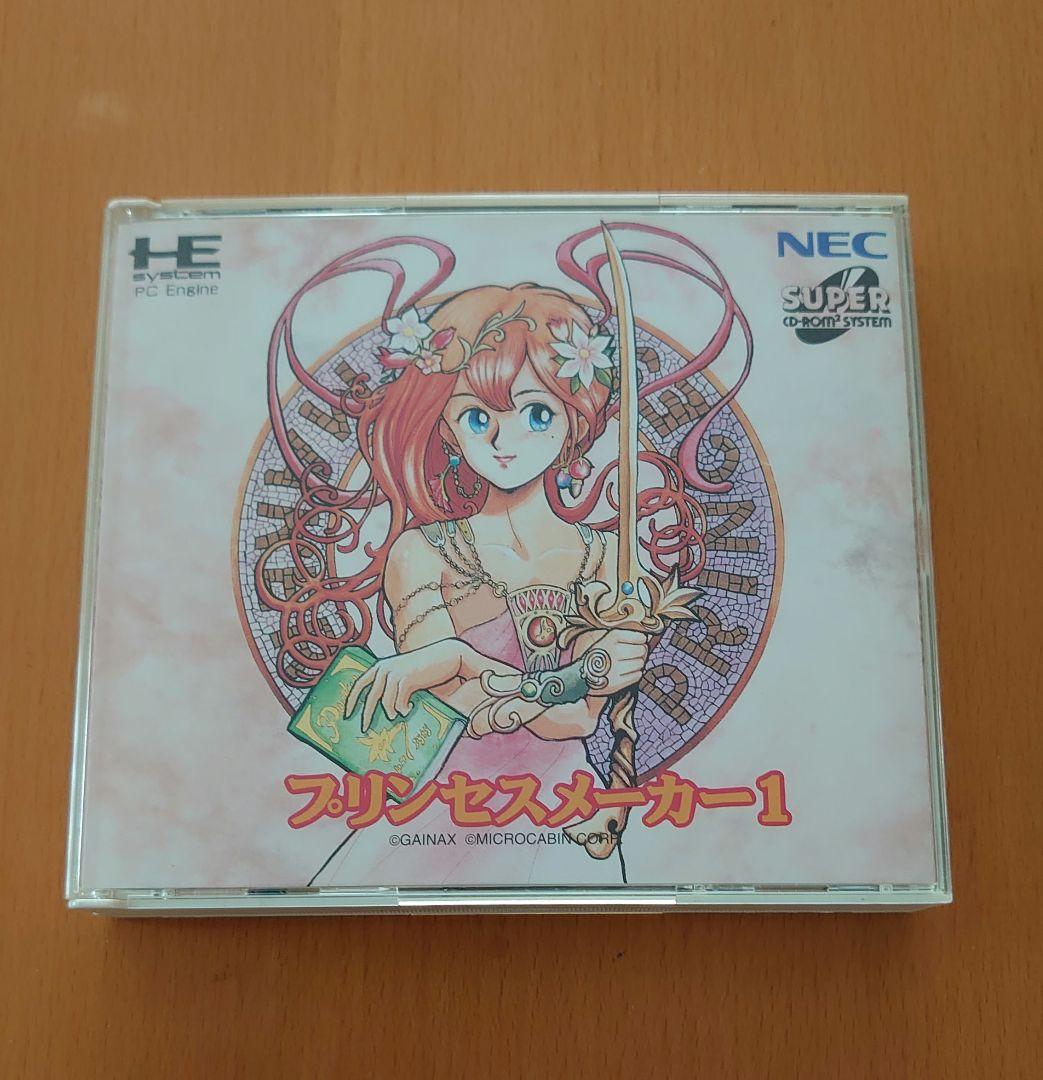 HE
system
PC Engine
NEC
SUPER
CD-ROM² SYSTEM
PRINCE
プリンセスメーカー1
©GAINAX ©MICROCABIN CORP.